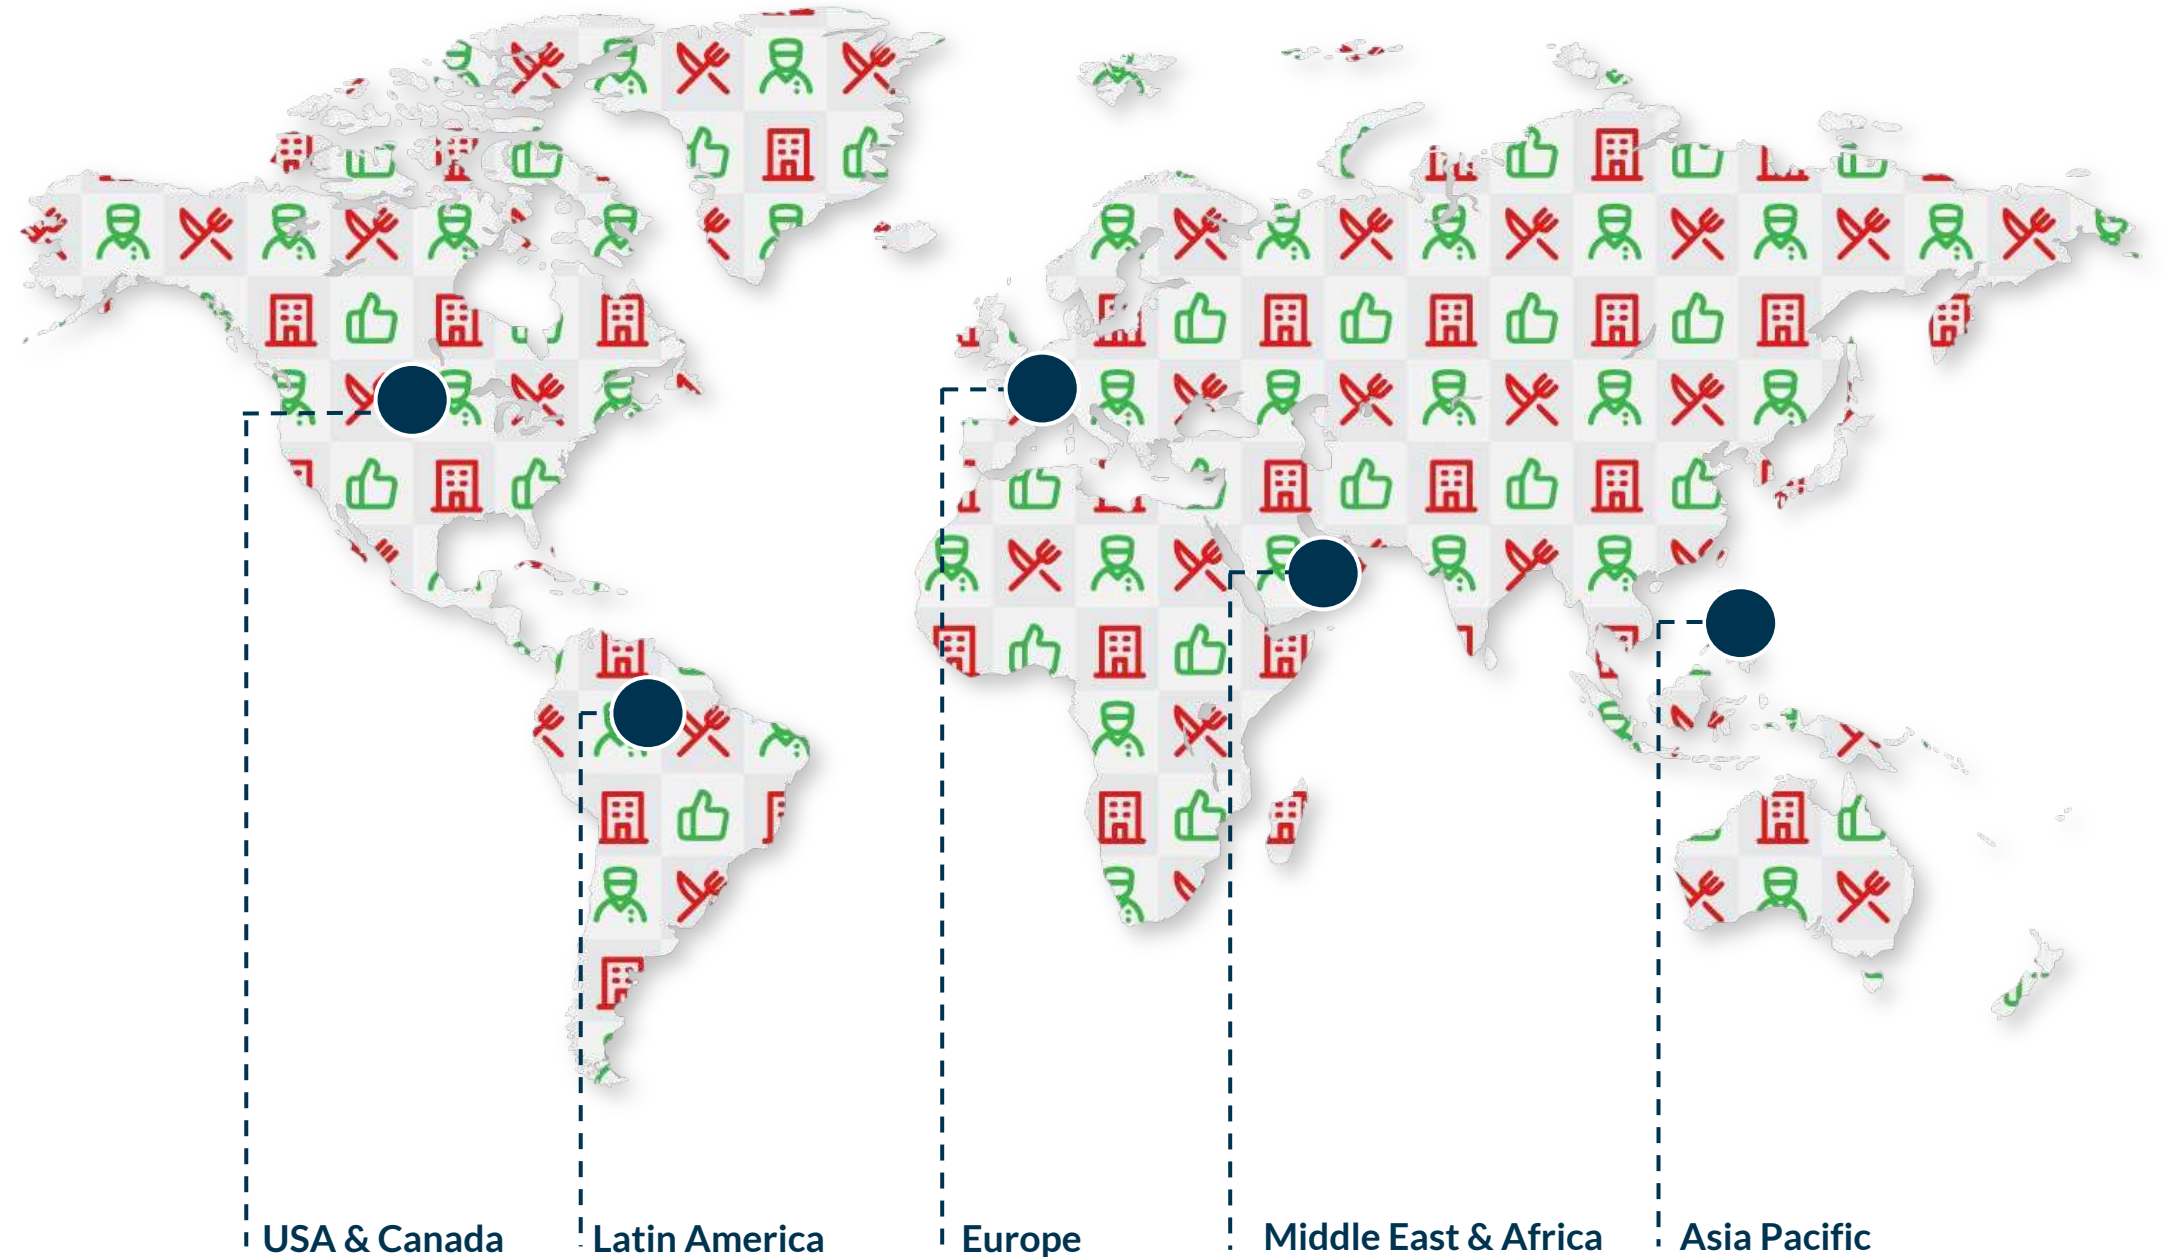 USA & Canada
Latin America
Europe
Middle East & Africa
Asia Pacific